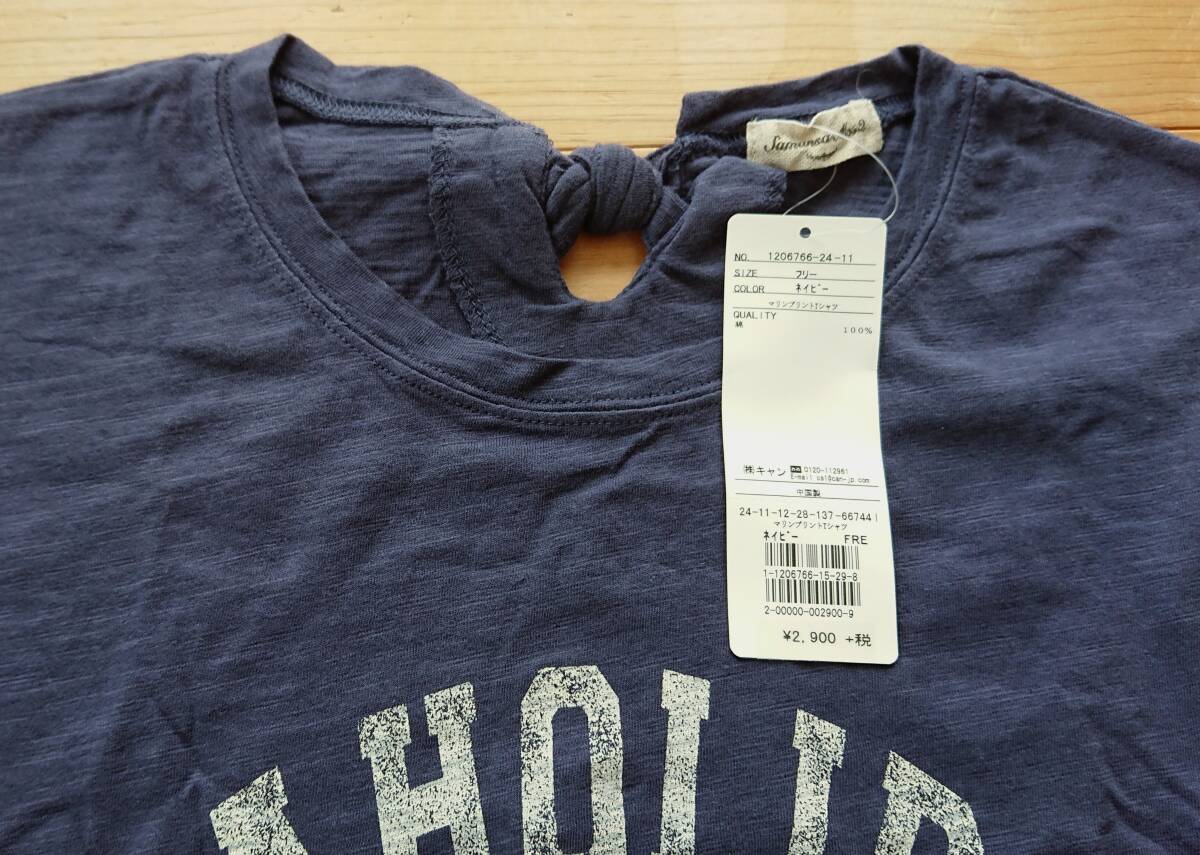 SamansaMos2
NO. 1206766-24-11
SIZE フリー
COLOR ネイビー
マリンプリントTシャツ
QUALITY
綿 100%
㈱キャン 0120-112961
E-mail us1@can-jp.com
中国製
24-11-12-28-137-667441
マリンプリントTシャツ
ネイビー FRE
1-1206766-15-29-8
2-00000-002900-9
¥2,900 +税